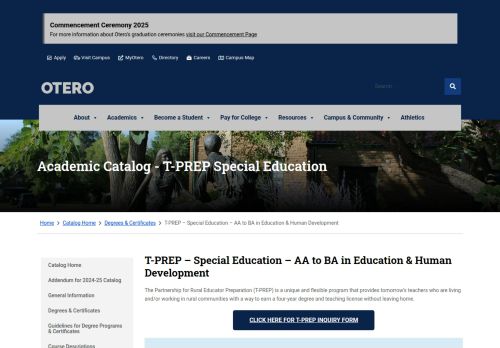 Commencement Ceremony 2025
For more information about Otero's graduation ceremonies visit our Commencement Page
Apply Visit Campus MyOtero Directory Careers Campus Map
OTERO
Search
About Academics Become a Student Pay for College Resources Campus & Community Athletics
Academic Catalog - T-PREP Special Education
Home Catalog Home Degrees & Certificates T-PREP – Special Education – AA to BA in Education & Human Development
Catalog Home
Addendum for 2024-25 Catalog
General Information
Degrees & Certificates
Guidelines for Degree Programs
& Certificates
Course Descriptions
T-PREP – Special Education – AA to BA in Education & Human
Development
The Partnership for Rural Educator Preparation (T-PREP) is a unique and flexible program that provides tomorrow's teachers who are living
and/or working in rural communities with a way to earn a four-year degree and teaching license without leaving home.
CLICK HERE FOR T-PREP INQUIRY FORM